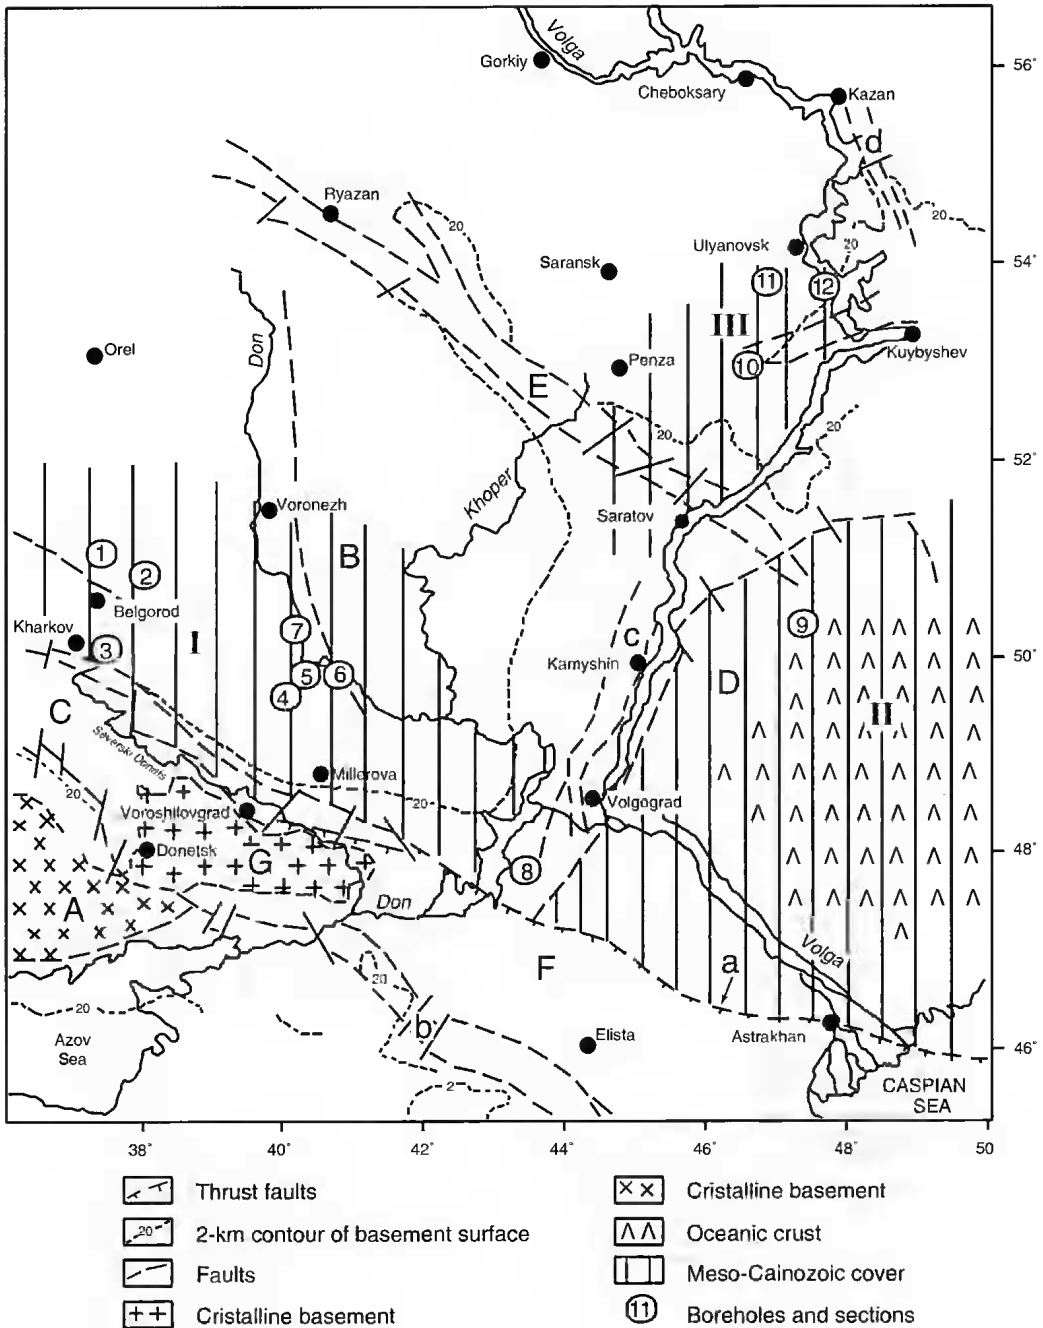 Volga
Gorkiy
Cheboksary
Kazan
56°
d
Ryazan
20
20
Ulyanovsk
20
Saransk
54°
11
12
III
Don
Orel
Penza
10
Kuybyshev
E
20
20
52°
Khoper
Voronezh
Saratov
B
1
2
Belgorod
Kharkov
I
7
9
3
c
Kamyshin
50°
5
6
4
D
II
C
Severski Donets
20
Millerova
20
Volgograd
Voroshilovgrad
Donetsk
G
8
48°
A
Don
Volga
F
a
20
20
b
Azov
Sea
Elista
Astrakhan
46°
2
CASPIAN
SEA
38°
40
42
44
46
48
50
Thrust faults
Cristalline basement
20
2-km contour of basement surface
Oceanic crust
Faults
Meso-Cainozoic cover
Cristalline basement
11
Boreholes and sections